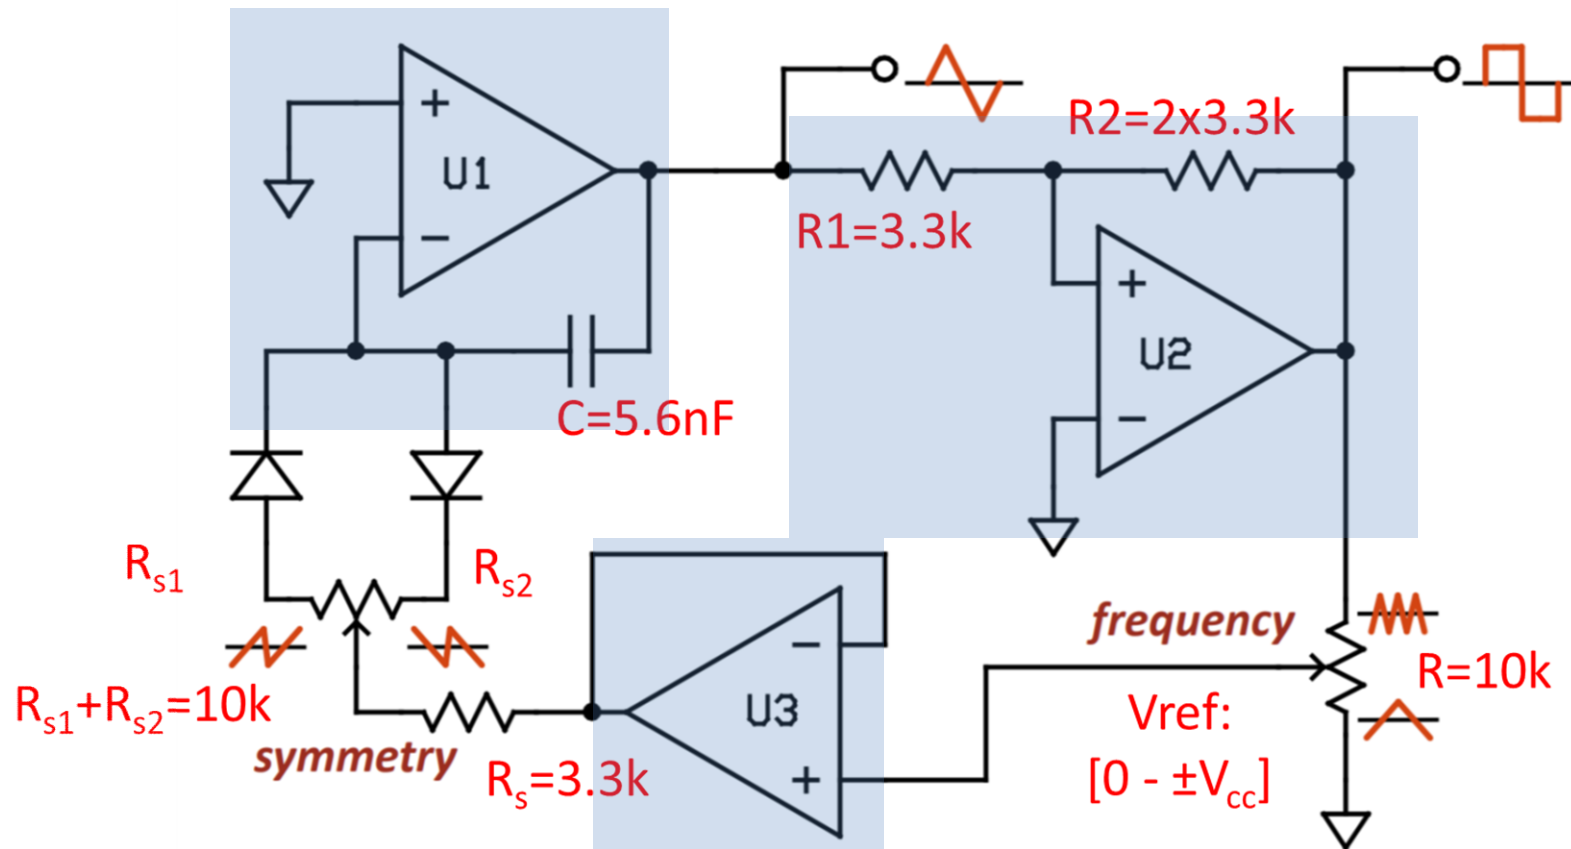 R2=2x3.3k
+
U1
R1=3.3k
−
+
U2
C=5.6nF
−
Rs1
Rs2
frequency
−
R=10k
Rs1+Rs2=10k
U3
Vref:
symmetry
Rs=3.3k
+
[0 - ±Vcc]